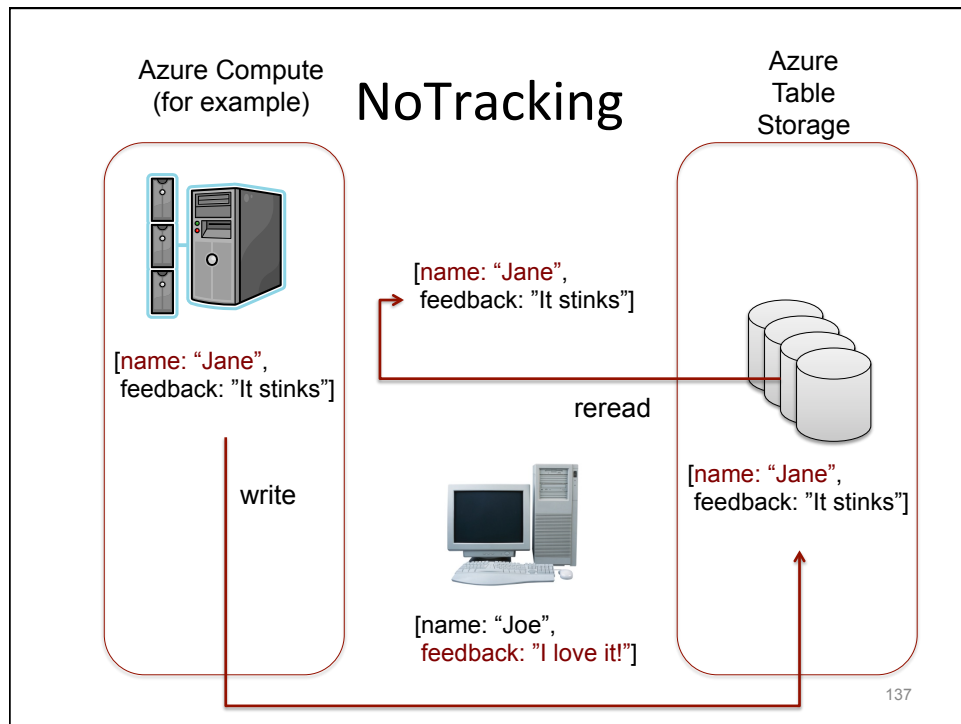 Azure Compute
(for example)
NoTracking
Azure
Table
Storage
[name: “Jane”,
feedback: ”It stinks”]
[name: “Jane”,
feedback: ”It stinks”]
reread
[name: “Jane”,
feedback: ”It stinks”]
write
[name: “Joe”,
feedback: ”I love it!”]
137